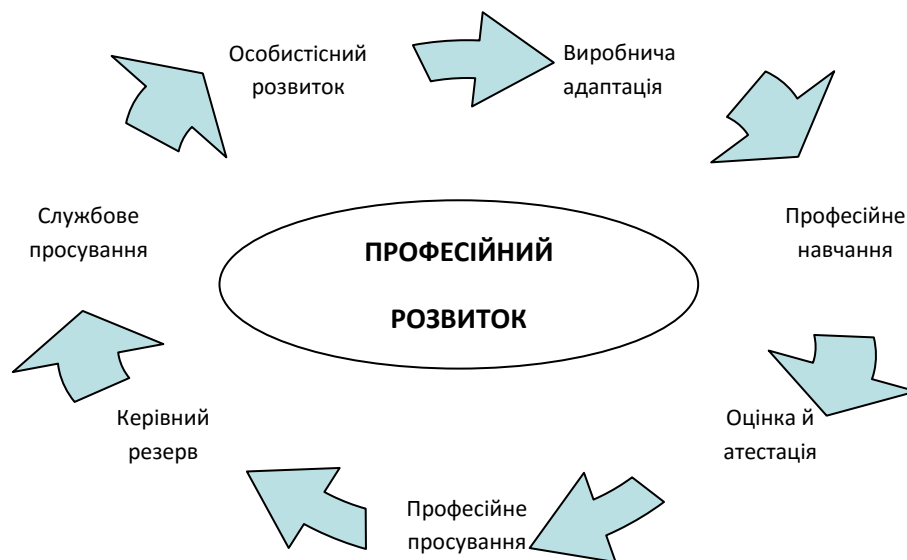 Особистісний
розвиток
Виробнича
адаптація
Професійне
навчання
Оцінка й
атестація
Професійне
просування
Керівний
резерв
Службове
просування
ПРОФЕСІЙНИЙ
РОЗВИТОК